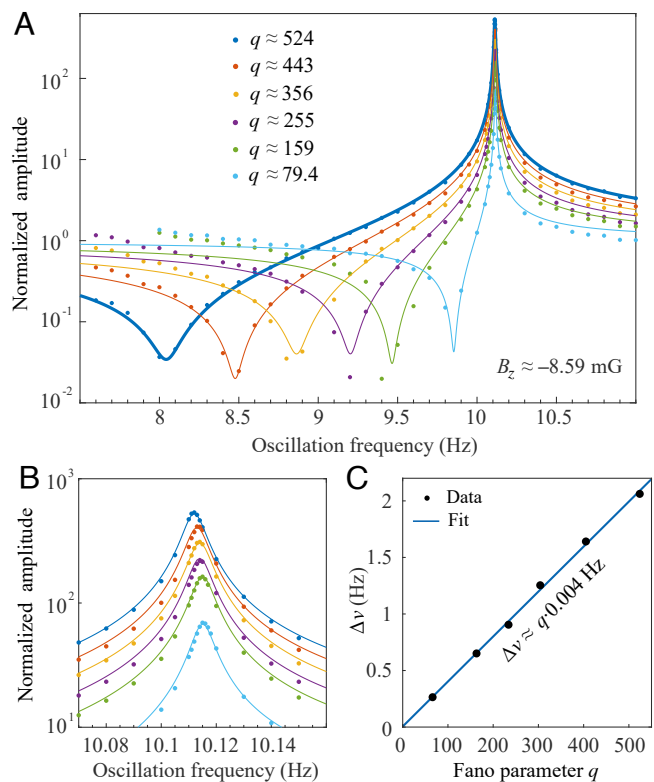 A
q ≈ 524
q ≈ 443
q ≈ 356
q ≈ 255
q ≈ 159
q ≈ 79.4
10²
10¹
10⁰
10⁻¹
10⁻²
Normalized amplitude
B_z ≈ –8.59 mG
8 8.5 9 9.5 10 10.5
Oscillation frequency (Hz)
B
10³
10²
10¹
Normalized amplitude
10.08 10.1 10.12 10.14
Oscillation frequency (Hz)
C
Data
Fit
2
1.5
1
0.5
0
Δν (Hz)
Δν ≈ q·0.004 Hz
0 100 200 300 400 500
Fano parameter q